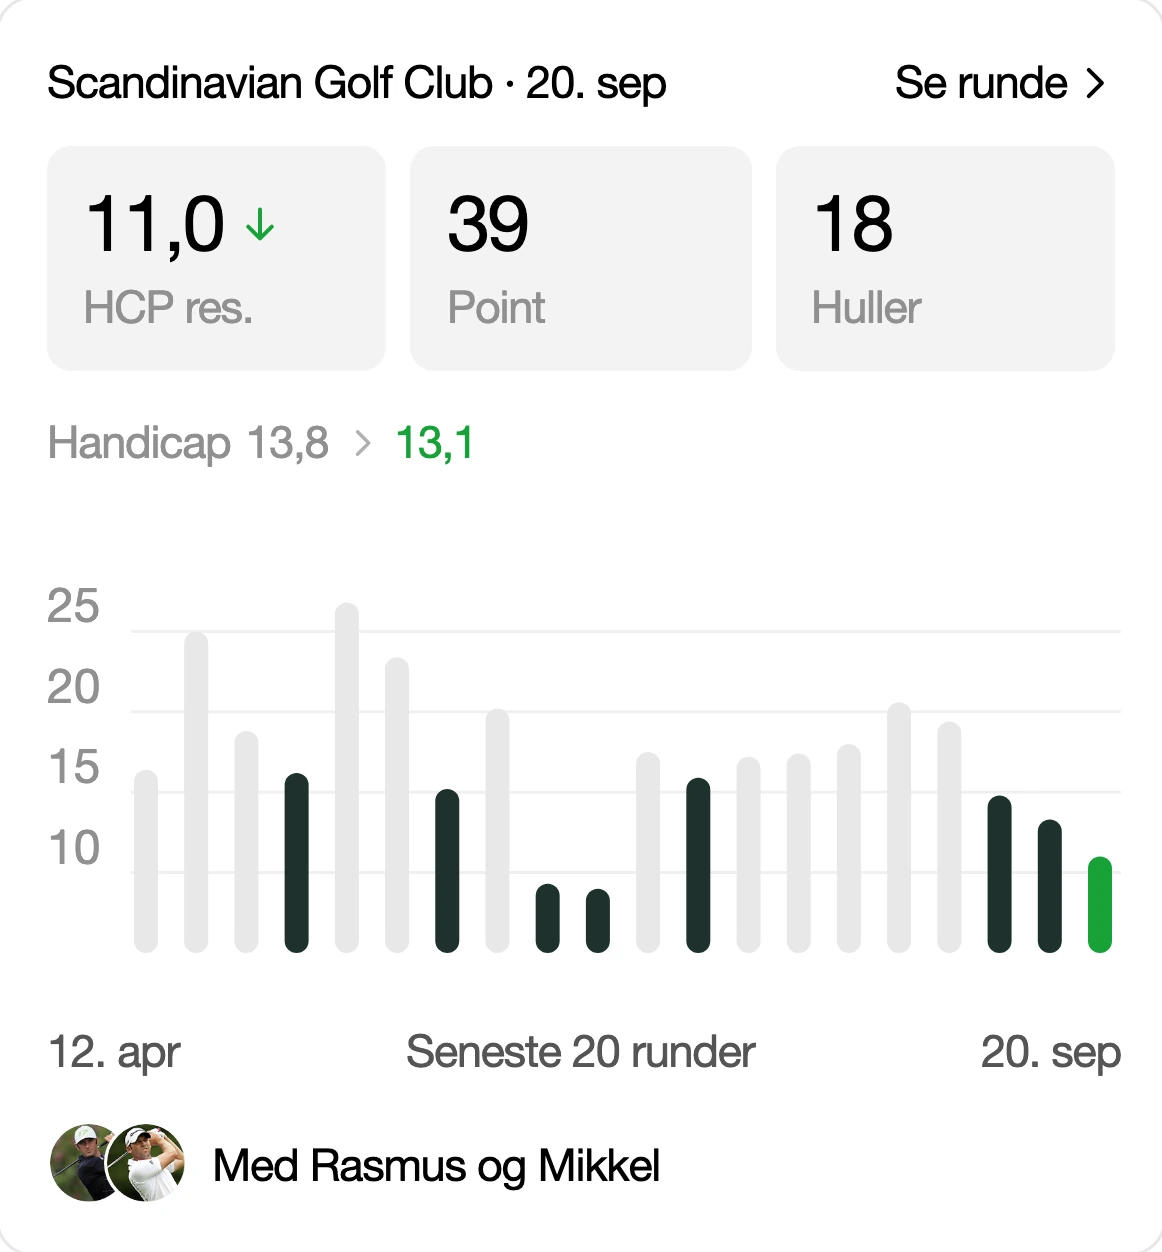 Scandinavian Golf Club · 20. sep
Se runde
11,0
39
18
HCP res.
Point
Huller
Handicap 13,8 > 13,1
25
20
15
10
12. apr
Seneste 20 runder
20. sep
Med Rasmus og Mikkel